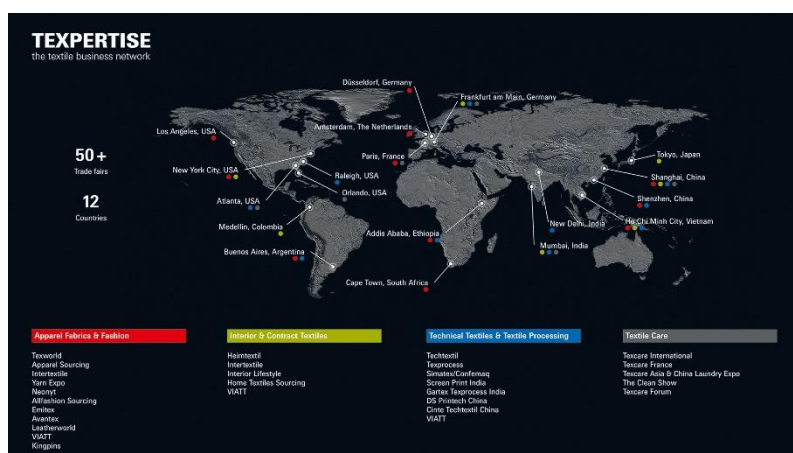 TEXPERTISE
the textile business network
50+
Trade fairs
12
Countries
Düsseldorf, Germany
Frankfurt am Main, Germany
Amsterdam, The Netherlands
Los Angeles, USA
Paris, France
Tokyo, Japan
New York City, USA
Raleigh, USA
Shanghai, China
Orlando, USA
Atlanta, USA
Shenzhen, China
Medellin, Colombia
Addis Ababa, Ethiopia
New Delhi, India
Ho Chi Minh City, Vietnam
Mumbai, India
Buenos Aires, Argentina
Cape Town, South Africa
Apparel Fabrics & Fashion
Texworld
Apparel Sourcing
Intertextile
Yarn Expo
Neonyt
Allfashion Sourcing
Emitex
Avantex
Leatherworld
VIATT
Kingpins
Interior & Contract Textiles
Heimtextil
Intertextile
Interior Lifestyle
Home Textiles Sourcing
VIATT
Technical Textiles & Textile Processing
Techtextil
Texprocess
Simatex/Confemaq
Screen Print India
Gartex Texprocess India
DS Printech China
Cinte Techtextil China
VIATT
Textile Care
Texcare International
Texcare France
Texcare Asia & China Laundry Expo
The Clean Show
Texcare Forum